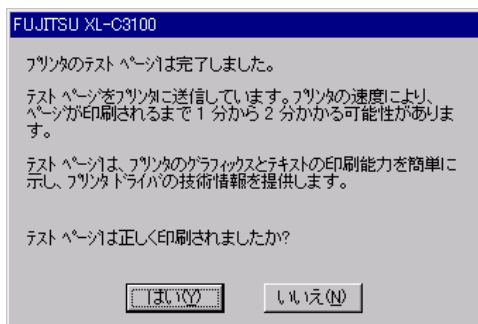 FUJITSU XL-C3100
プリンタのテスト ページは完了しました。
テスト ページをプリンタに送信しています。プリンタの速度により、
ページが印刷されるまで 1 分から 2 分かかる可能性がありま
す。
テスト ページは、プリンタのグラフィックスとテキストの印刷能力を簡単に
示し、プリンタ ドライバの技術情報を提供します。
テスト ページは正しく印刷されましたか?
はい(Y)
いいえ(N)